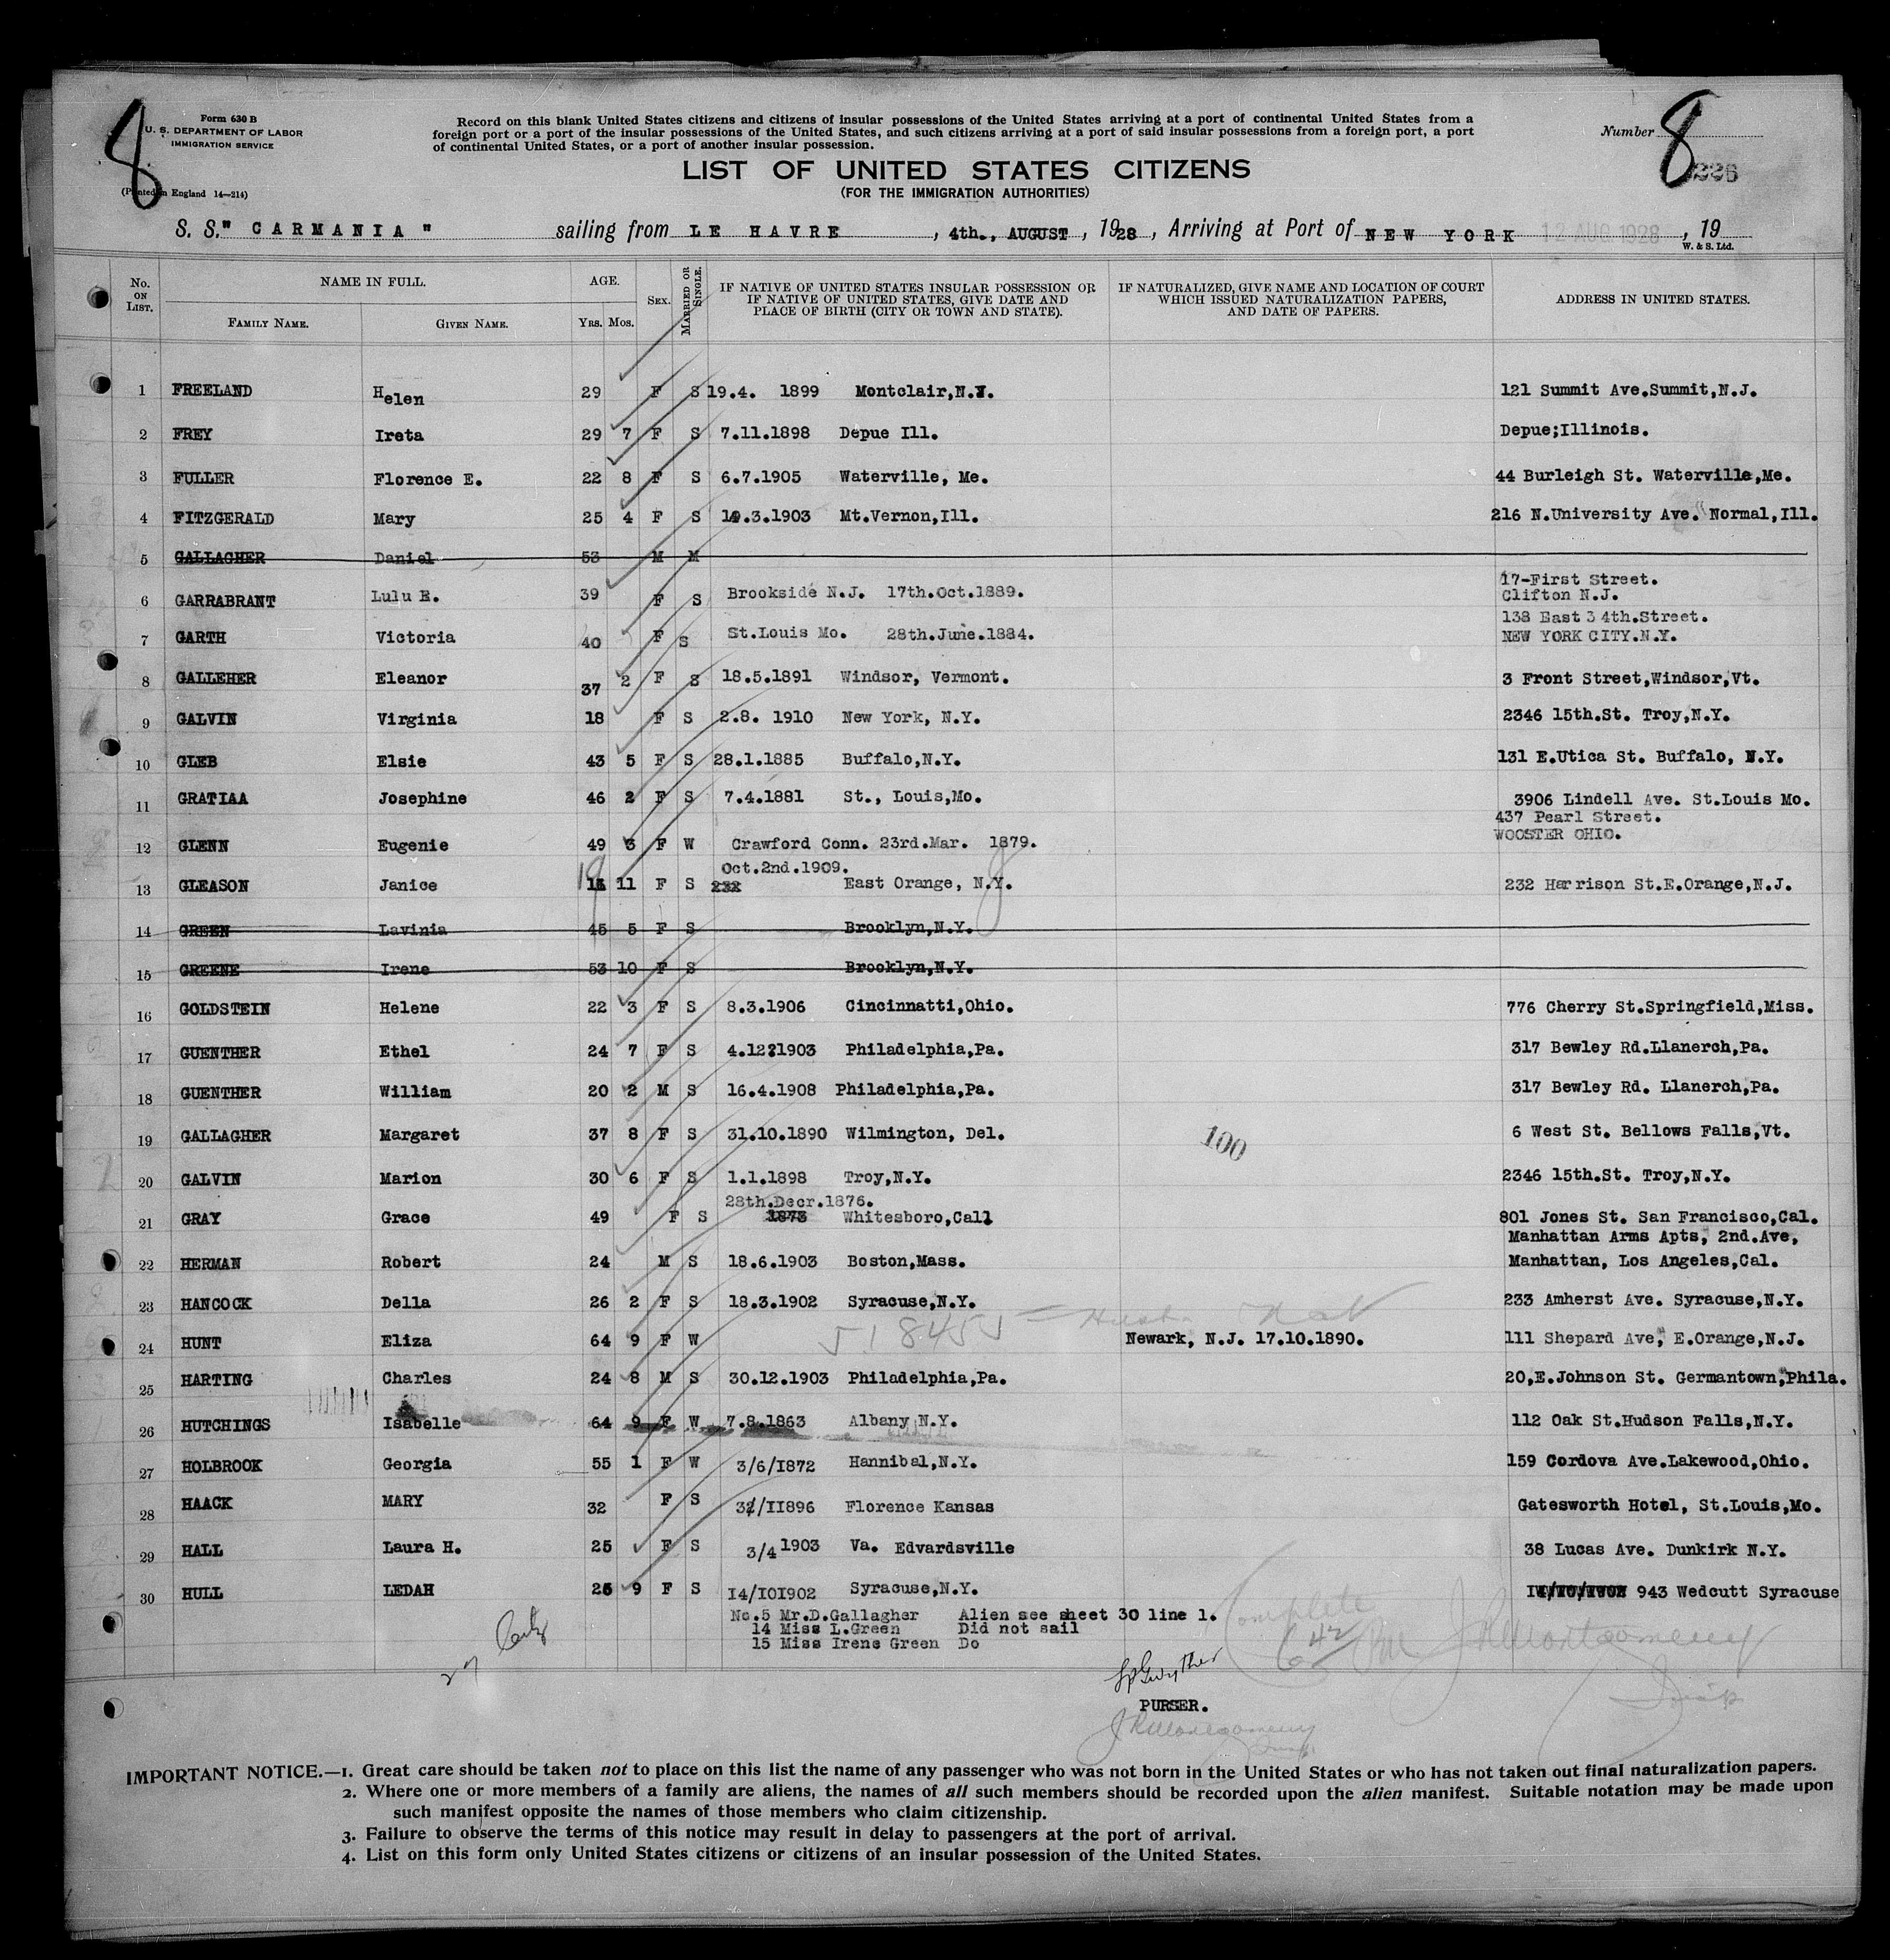 8
Form 630 B
U. S. DEPARTMENT OF LABOR
IMMIGRATION SERVICE
(Printed in England 14—214)
Record on this blank United States citizens and citizens of insular possessions of the United States arriving at a port of continental United States from a
foreign port or a port of the insular possessions of the United States, and such citizens arriving at a port of said insular possessions from a foreign port, a port
of continental United States, or a port of another insular possession.
Number 8
226
LIST OF UNITED STATES CITIZENS
(FOR THE IMMIGRATION AUTHORITIES)
S. S. " CARMANIA " sailing from LE HAVRE, 4th., AUGUST, 1928, Arriving at Port of NEW YORK 12 AUG 1928, 19
W. & S. Ltd.
No. ON LIST. NAME IN FULL. FAMILY NAME. GIVEN NAME. AGE. YRS. MOS. SEX. MARRIED OR SINGLE. IF NATIVE OF UNITED STATES INSULAR POSSESSION OR IF NATIVE OF UNITED STATES, GIVE DATE AND PLACE OF BIRTH (CITY OR TOWN AND STATE). IF NATURALIZED, GIVE NAME AND LOCATION OF COURT WHICH ISSUED NATURALIZATION PAPERS, AND DATE OF PAPERS. ADDRESS IN UNITED STATES.
1 FREELAND Helen 29 F S 19.4. 1899 Montclair,N.J. 121 Summit Ave.Summit,N.J.
2 FREY Ireta 29 7 F S 7.11.1898 Depue Ill. Depue;Illinois.
3 FULLER Florence E. 22 8 F S 6.7.1905 Waterville, Me. 44 Burleigh St. Waterville,Me.
4 FITZGERALD Mary 25 4 F S 19.3.1903 Mt.Vernon,Ill. 216 N.University Ave. Normal,Ill.
5 GALLAGHER Daniel 53 M M
6 GARRABRANT Lulu E. 39 F S Brookside N.J. 17th.Oct.1889. 17-First Street.
Clifton N.J.
7 GARTH Victoria 40 F S St.Louis Mo. 28th.June.1884. 138 East 34th.Street.
NEW YORK CITY.N.Y.
8 GALLEHER Eleanor 37 2 F S 18.5.1891 Windsor, Vermont. 3 Front Street,Windsor,Vt.
9 GALVIN Virginia 18 F S 2.8. 1910 New York, N.Y. 2346 15th.St. Troy,N.Y.
10 GLEB Elsie 43 5 F S 28.1.1885 Buffalo,N.Y. 131 E.Utica St. Buffalo, N.Y.
11 GRATIAA Josephine 46 2 F S 7.4.1881 St., Louis,Mo. 3906 Lindell Ave. St.Louis Mo.
12 GLENN Eugenie 49 3 F W Crawford Conn. 23rd.Mar. 1879. 437 Pearl Street.
WOOSTER OHIO.
Oct.2nd.1909.
13 GLEASON Janice 18 11 F S 232 East Orange, N.Y. J 232 Harrison St.E.Orange,N.J.
14 GREEN Lavinia 45 5 F S Brooklyn,N.Y.
15 GREENE Irene 53 10 F S Brooklyn,N.Y.
16 GOLDSTEIN Helene 22 3 F S 8.3.1906 Cincinnatti,Ohio. 776 Cherry St.Springfield,Miss.
17 GUENTHER Ethel 24 7 F S 4.12?1903 Philadelphia,Pa. 317 Bewley Rd.Llanerch,Pa.
18 GUENTHER William 20 2 M S 16.4.1908 Philadelphia,Pa. 317 Bewley Rd. Llanerch,Pa.
19 GALLAGHER Margaret 37 8 F S 31.10.1890 Wilmington, Del. 100 6 West St. Bellows Falls,Vt.
20 GALVIN Marion 30 6 F S 1.1.1898 Troy,N.Y. 2346 15th.St. Troy,N.Y.
28th.Decr.1876.
21 GRAY Grace 49 F S 1873 Whitesboro,Call 801 Jones St. San Francisco,Cal.
Manhattan Arms Apts, 2nd.Ave,
22 HERMAN Robert 24 M S 18.6.1903 Boston,Mass. Manhattan, Los Angeles,Cal.
23 HANCOCK Della 26 2 F S 18.3.1902 Syracuse,N.Y. 233 Amherst Ave. Syracuse,N.Y.
24 HUNT Eliza 64 9 F W Newark, N.J. 17.10.1890. 111 Shepard Ave, E.Orange,N.J.
25 HARTING Charles 24 8 M S 30.12.1903 Philadelphia,Pa. 20,E.Johnson St. Germantown,Phila.
26 HUTCHINGS Isabelle 64 9 F W 7.8.1863 Albany N.Y. 112 Oak St.Hudson Falls,N.Y.
27 HOLBROOK Georgia 55 1 F W 3/6/1872 Hannibal,N.Y. 159 Cordova Ave.Lakewood,Ohio.
28 HAACK MARY 32 F S /II896 Florence Kansas Gatesworth Hotel, St.Louis,Mo.
29 HALL Laura H. 25 F S 3/4 1903 Va. Edvardsville 38 Lucas Ave. Dunkirk N.Y.
30 HULL LEDAH 25 9 F S I4/IO1902 Syracuse,N.Y. 943 Wedcutt Syracuse
No.5 Mr.D.Gallagher Alien see sheet 30 line 1.
14 Miss L.Green Did not sail
15 Miss Irene Green Do
27
Complete
JRMontgomery
PURSER.
JRMontgomery
IMPORTANT NOTICE.—1. Great care should be taken not to place on this list the name of any passenger who was not born in the United States or who has not taken out final naturalization papers.
2. Where one or more members of a family are aliens, the names of all such members should be recorded upon the alien manifest. Suitable notation may be made upon
such manifest opposite the names of those members who claim citizenship.
3. Failure to observe the terms of this notice may result in delay to passengers at the port of arrival.
4. List on this form only United States citizens or citizens of an insular possession of the United States.